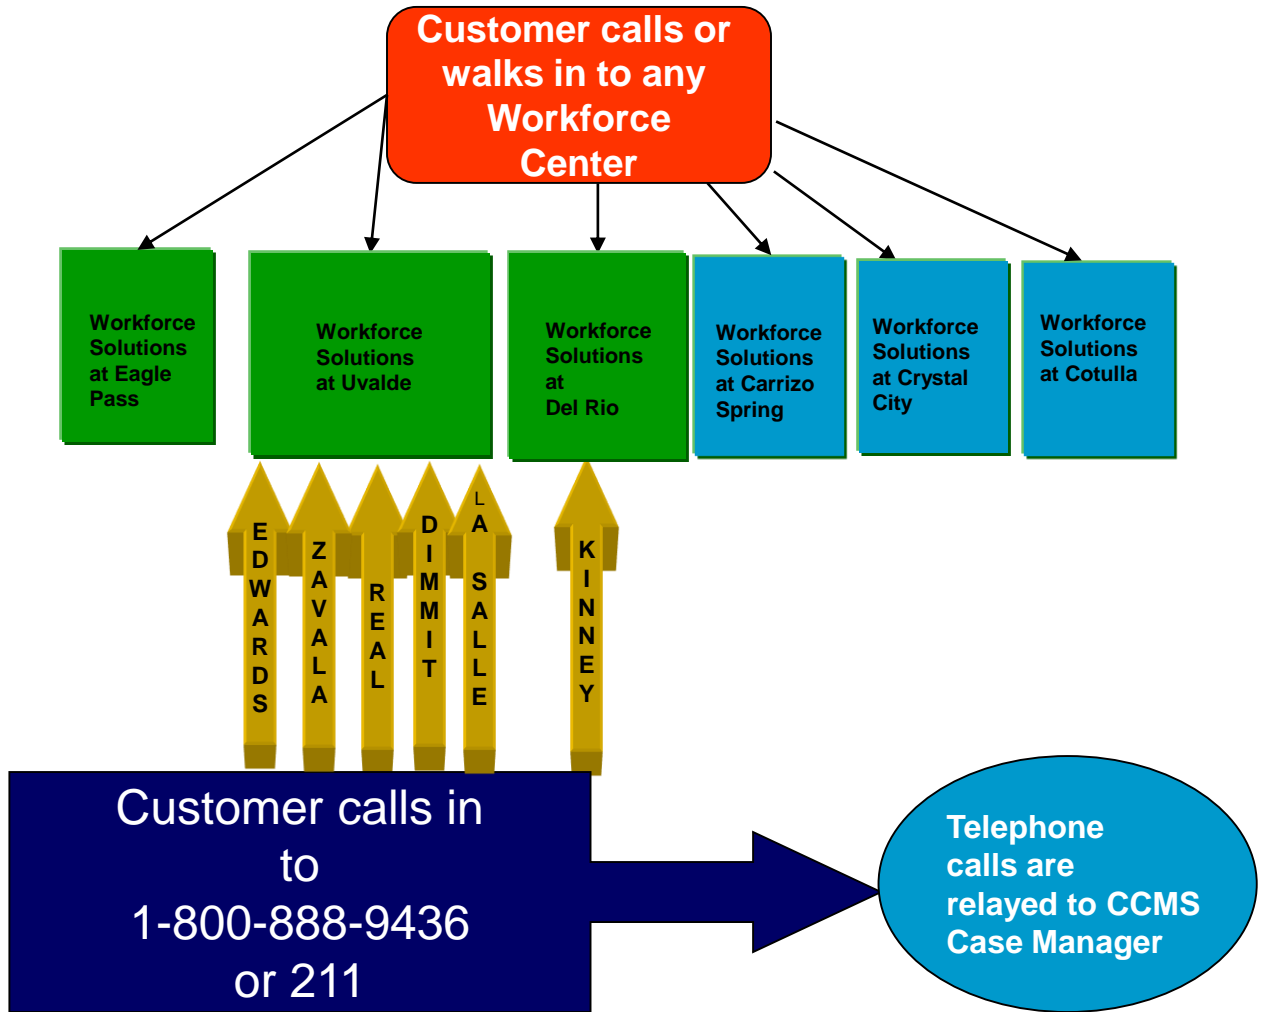 Customer calls or
walks in to any
Workforce
Center
Workforce
Solutions
at Eagle
Pass
Workforce
Solutions
at Uvalde
Workforce
Solutions
at
Del Rio
Workforce
Solutions
at Carrizo
Spring
Workforce
Solutions
at Crystal
City
Workforce
Solutions
at Cotulla
EDWARDS
ZAVALA
REAL
DIMMIT
LA SALLE
KINNEY
Customer calls in
to
1-800-888-9436
or 211
Telephone
calls are
relayed to CCMS
Case Manager